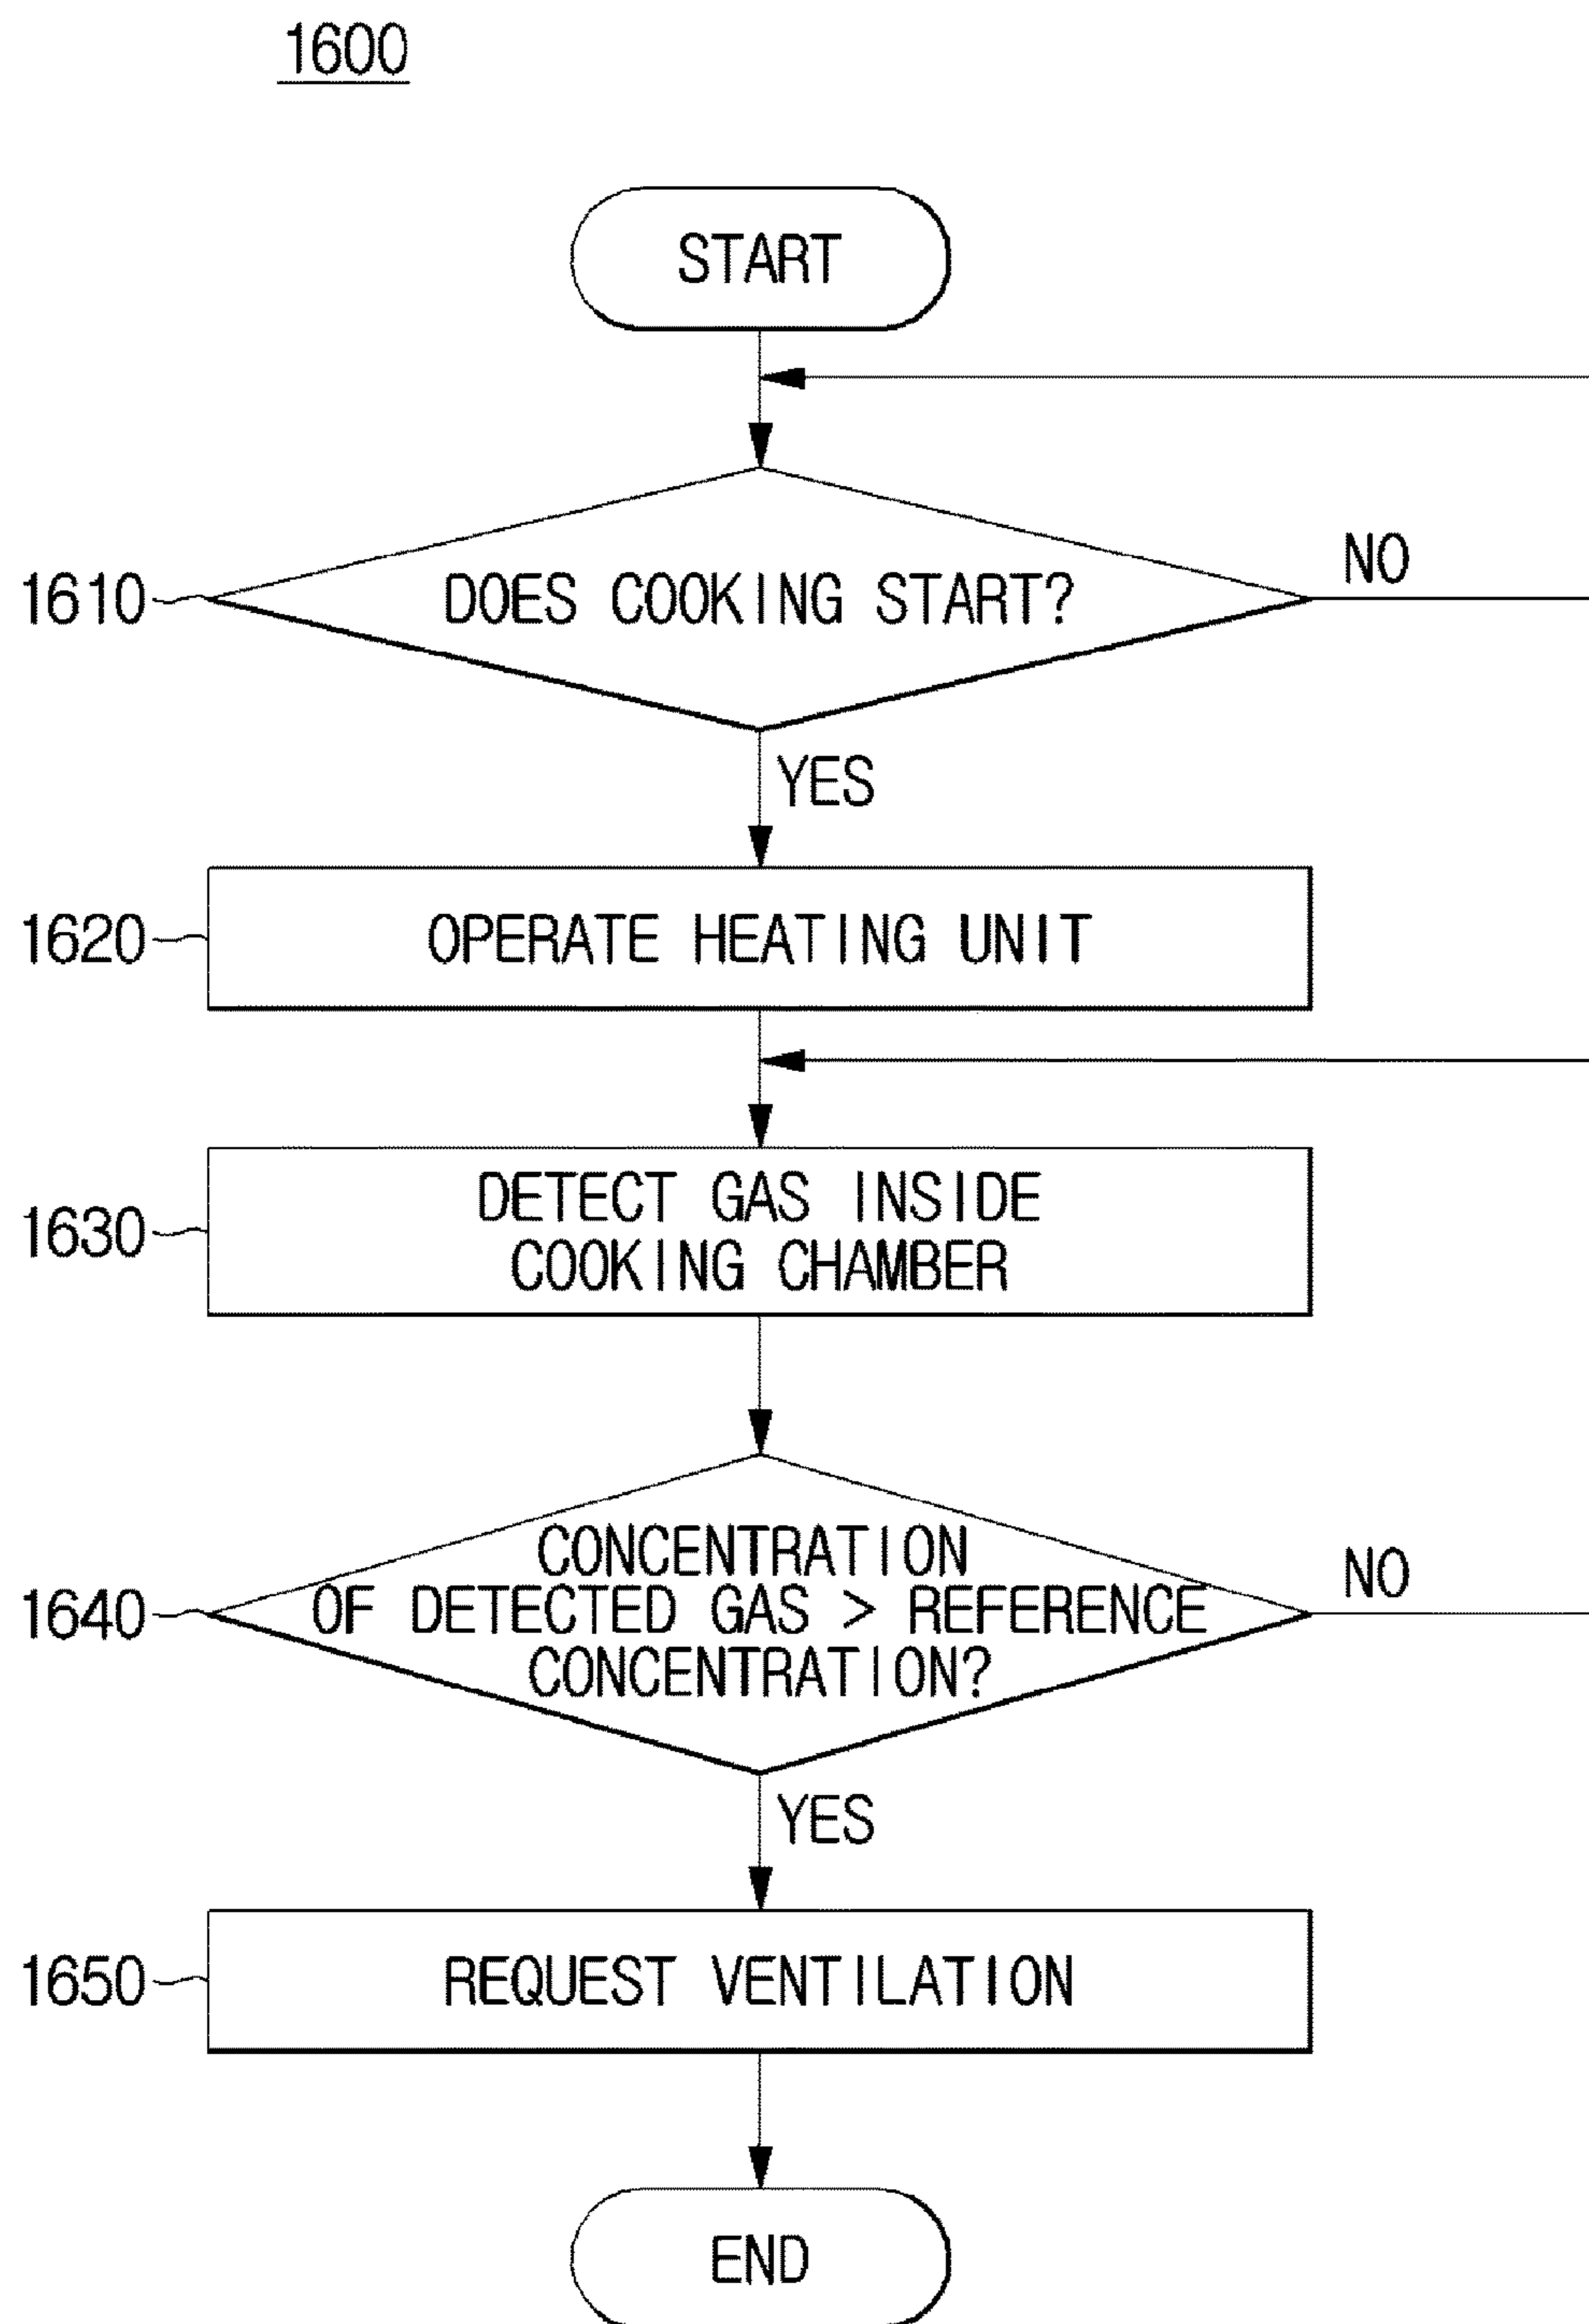 1600
START
1610
DOES COOKING START?
NO
YES
1620
OPERATE HEATING UNIT
1630
DETECT GAS INSIDE
COOKING CHAMBER
1640
CONCENTRATION
OF DETECTED GAS > REFERENCE
CONCENTRATION?
NO
YES
1650
REQUEST VENTILATION
END